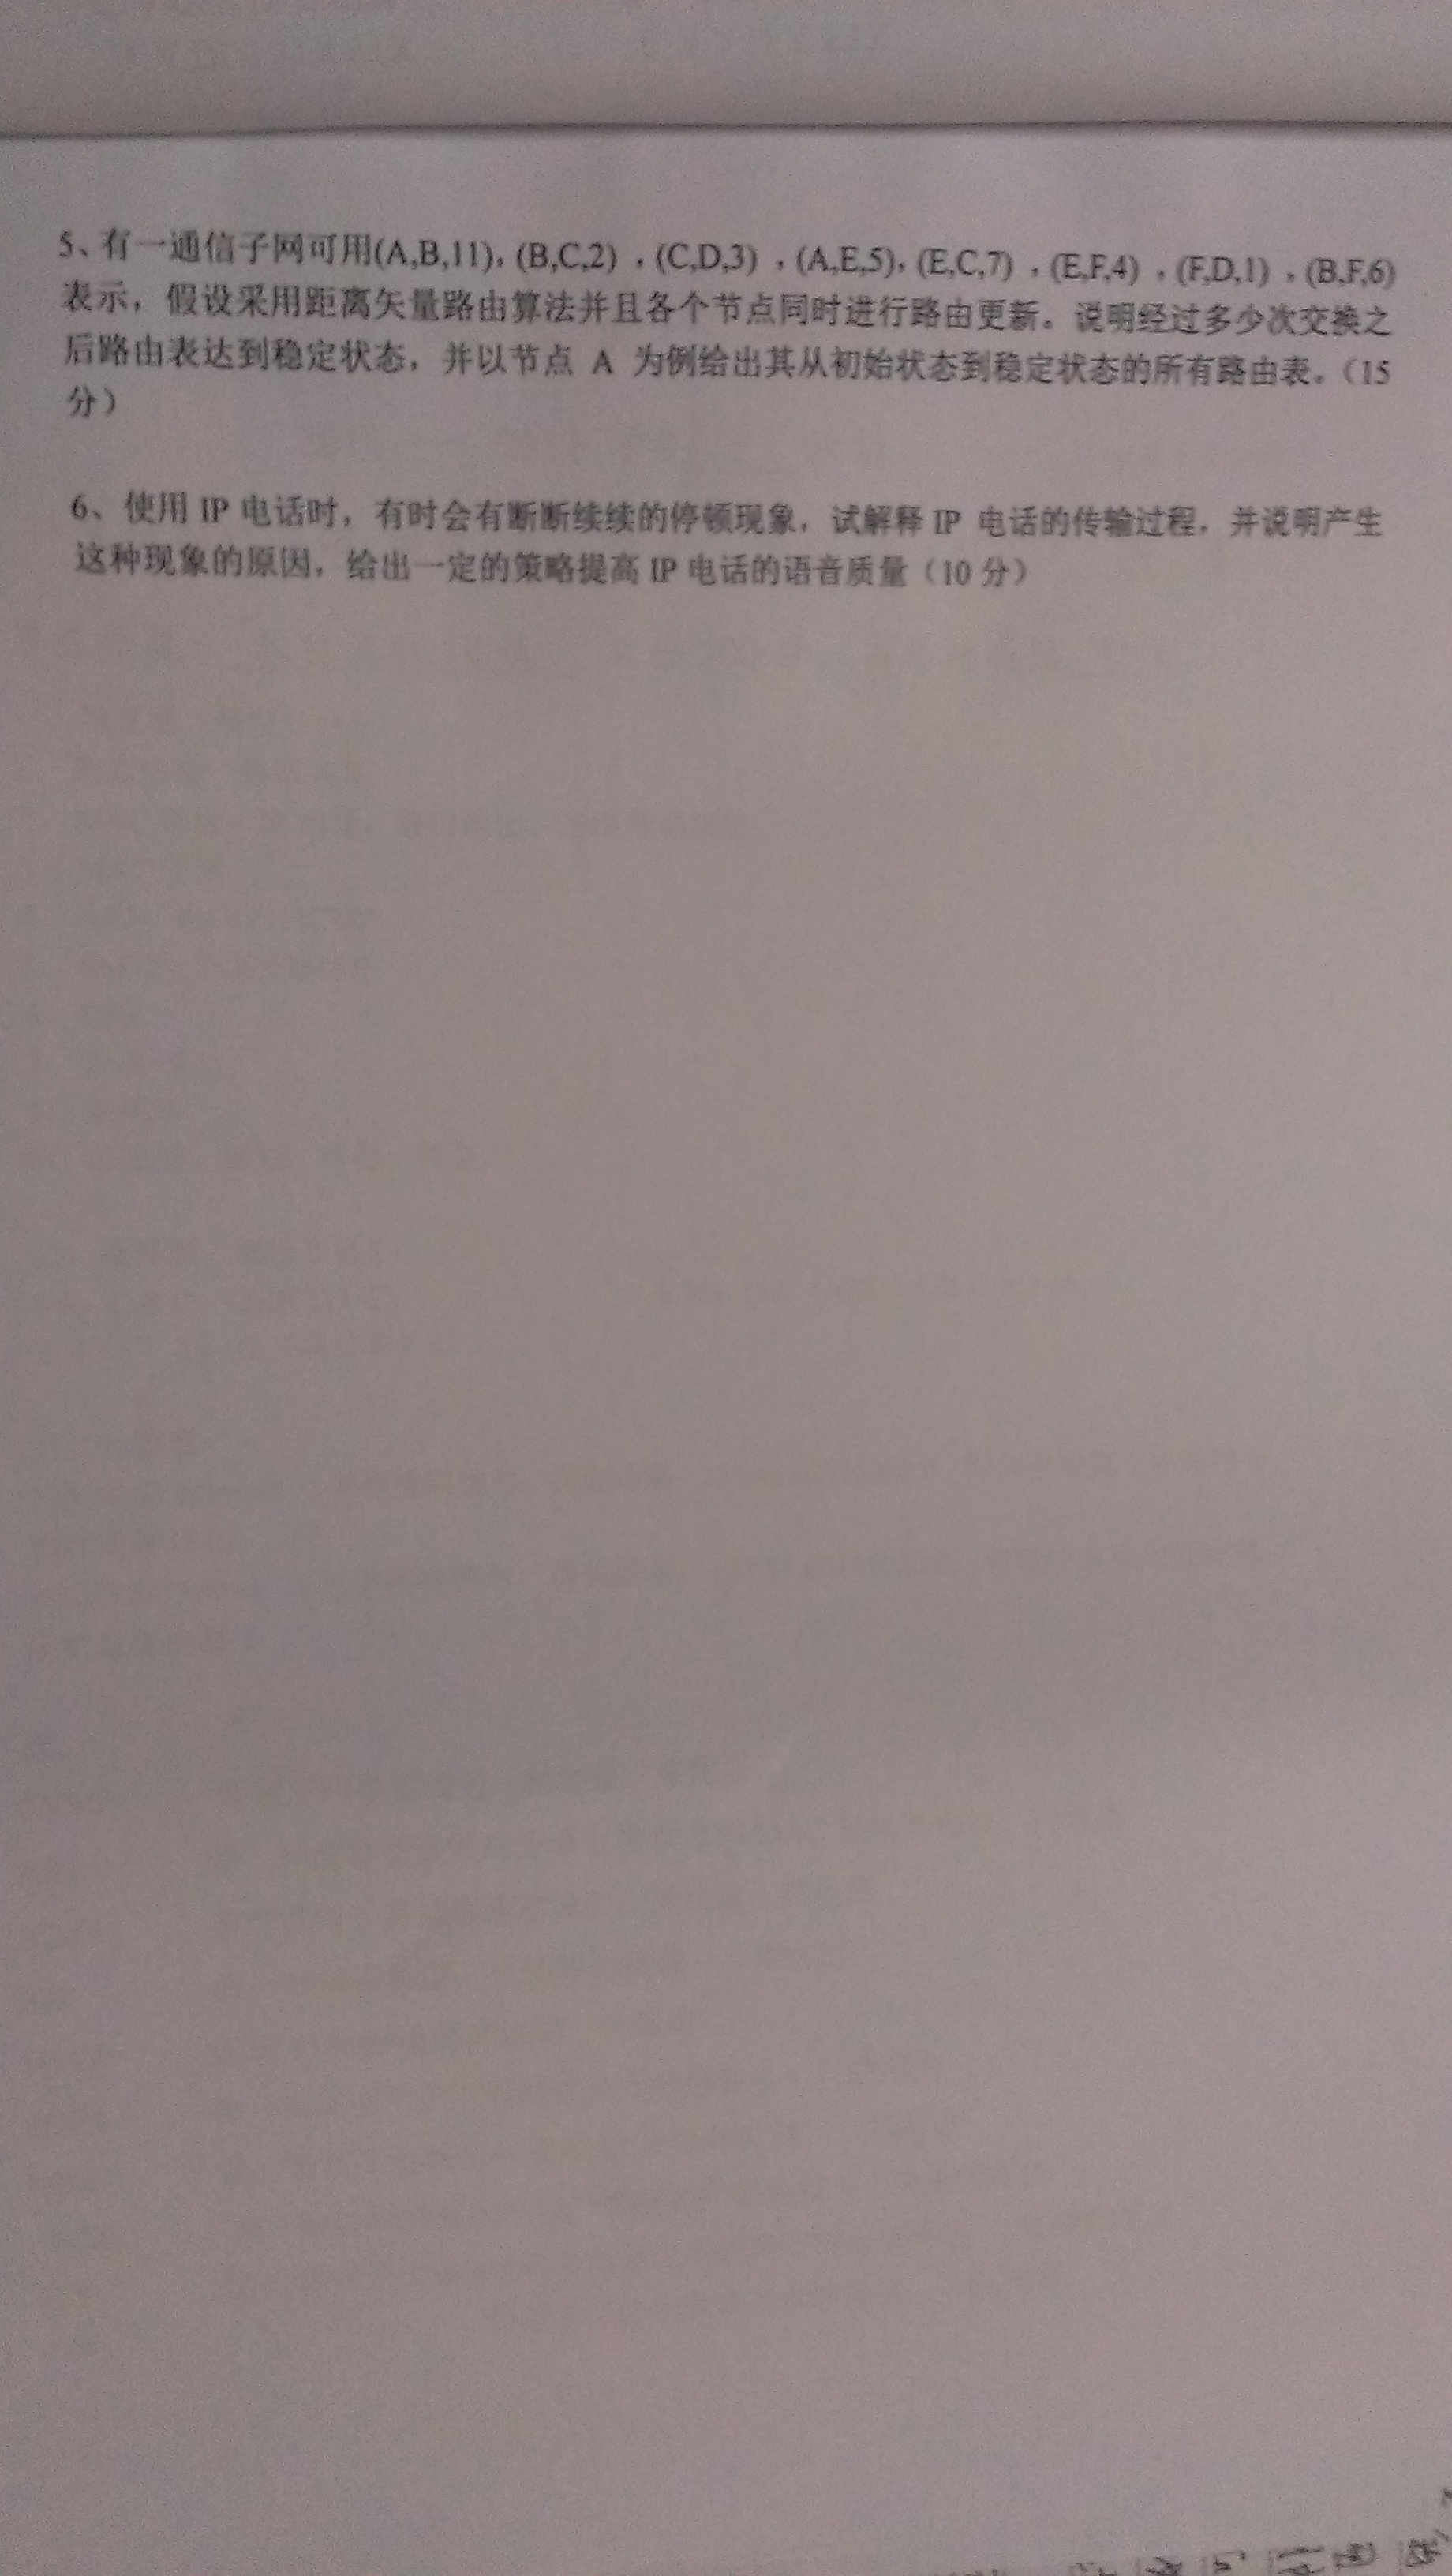 5、有一通信子网可用(A,B,11)，(B,C,2) ，(C,D,3) ，(A,E,5)，(E,C,7) ，(E,F,4) ，(F,D,1) ，(B,F,6)
表示，假设采用距离矢量路由算法并且各个节点同时进行路由更新。说明经过多少次交换之
后路由表达到稳定状态，并以节点 A 为例给出其从初始状态到稳定状态的所有路由表。（15
分）
6、使用 IP 电话时，有时会有断断续续的停顿现象，试解释 IP 电话的传输过程，并说明产生
这种现象的原因，给出一定的策略提高 IP 电话的语音质量（10 分）